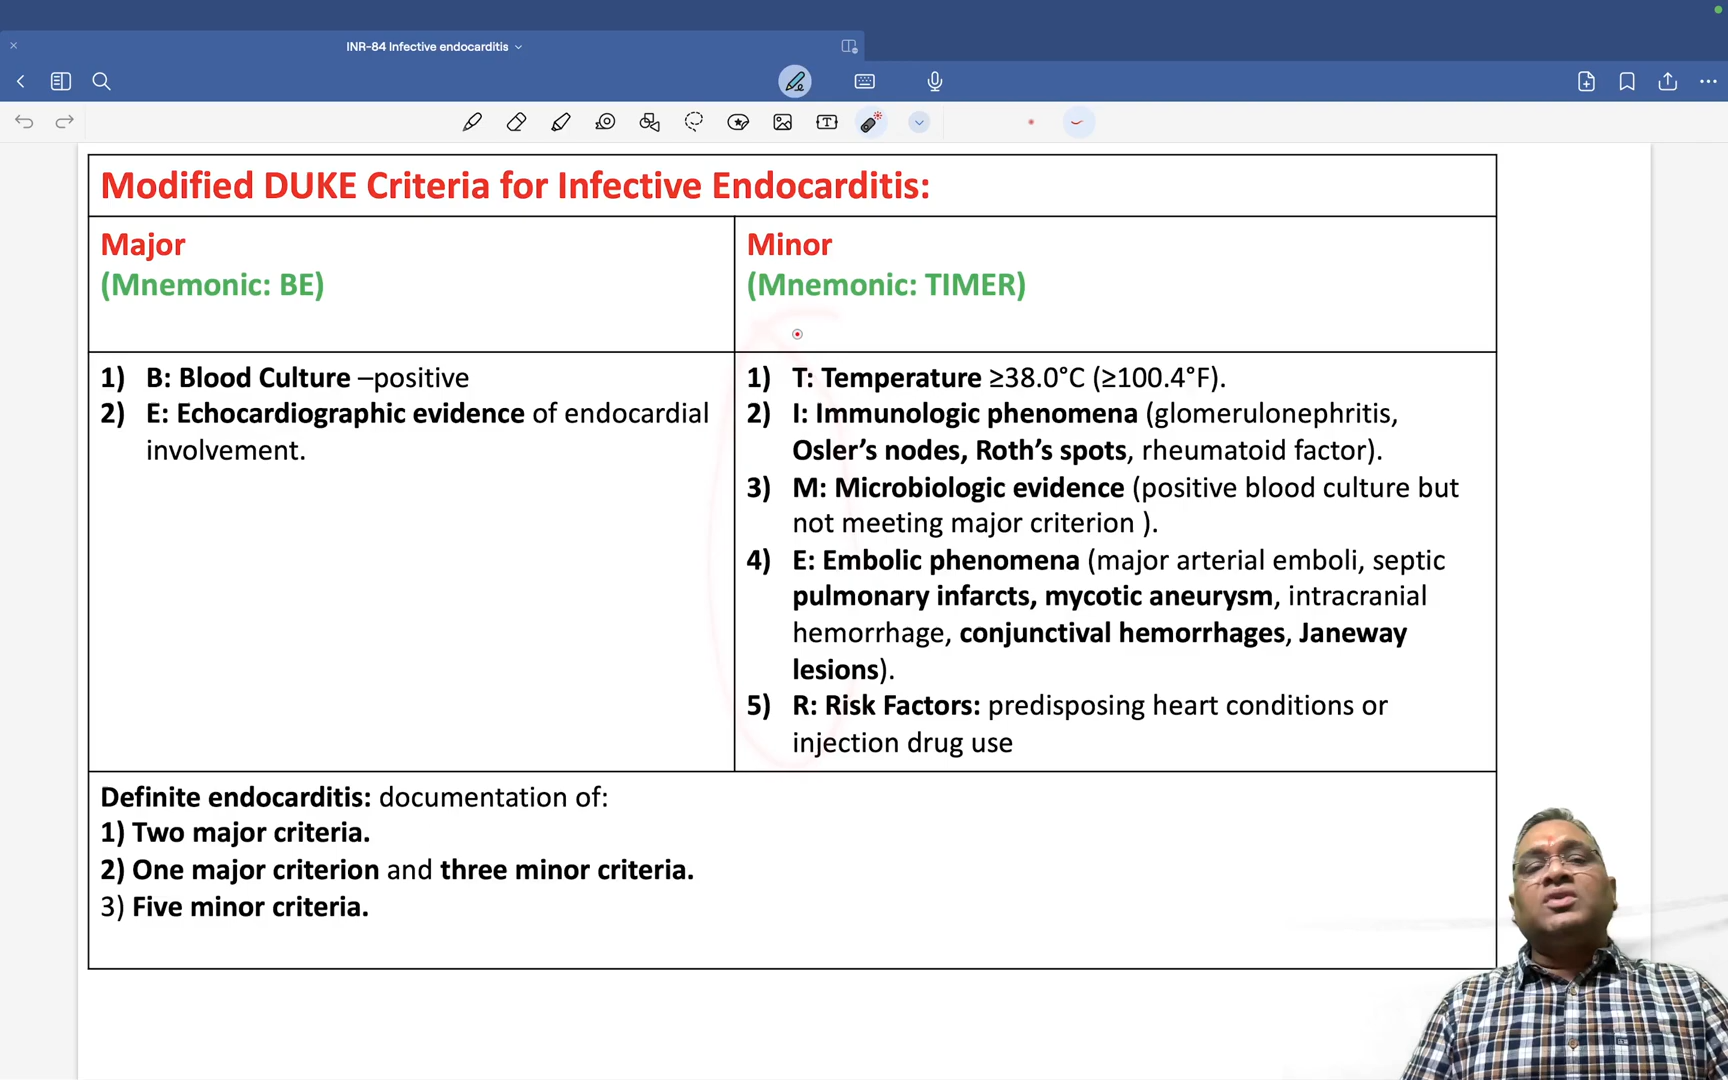 INR-84 Infective endocarditis
Modified DUKE Criteria for Infective Endocarditis:
Major
(Mnemonic: BE)
Minor
(Mnemonic: TIMER)
1) B: Blood Culture –positive
2) E: Echocardiographic evidence of endocardial
involvement.
1) T: Temperature ≥38.0°C (≥100.4°F).
2) I: Immunologic phenomena (glomerulonephritis,
Osler’s nodes, Roth’s spots, rheumatoid factor).
3) M: Microbiologic evidence (positive blood culture but
not meeting major criterion ).
4) E: Embolic phenomena (major arterial emboli, septic
pulmonary infarcts, mycotic aneurysm, intracranial
hemorrhage, conjunctival hemorrhages, Janeway
lesions).
5) R: Risk Factors: predisposing heart conditions or
injection drug use
Definite endocarditis: documentation of:
1) Two major criteria.
2) One major criterion and three minor criteria.
3) Five minor criteria.